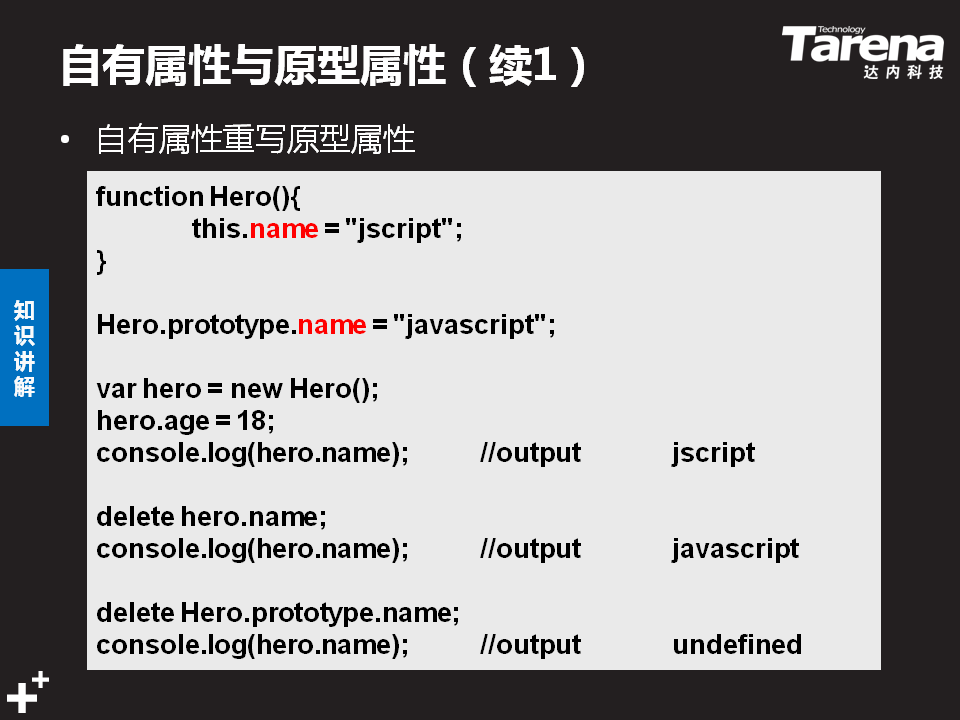 自有属性与原型属性（续1）
Technology
Tarena
达内科技
• 自有属性重写原型属性
function Hero(){
this.name = "jscript";
}
Hero.prototype.name = "javascript";
var hero = new Hero();
hero.age = 18;
console.log(hero.name); //output jscript
delete hero.name;
console.log(hero.name); //output javascript
delete Hero.prototype.name;
console.log(hero.name); //output undefined
知
识
讲
解